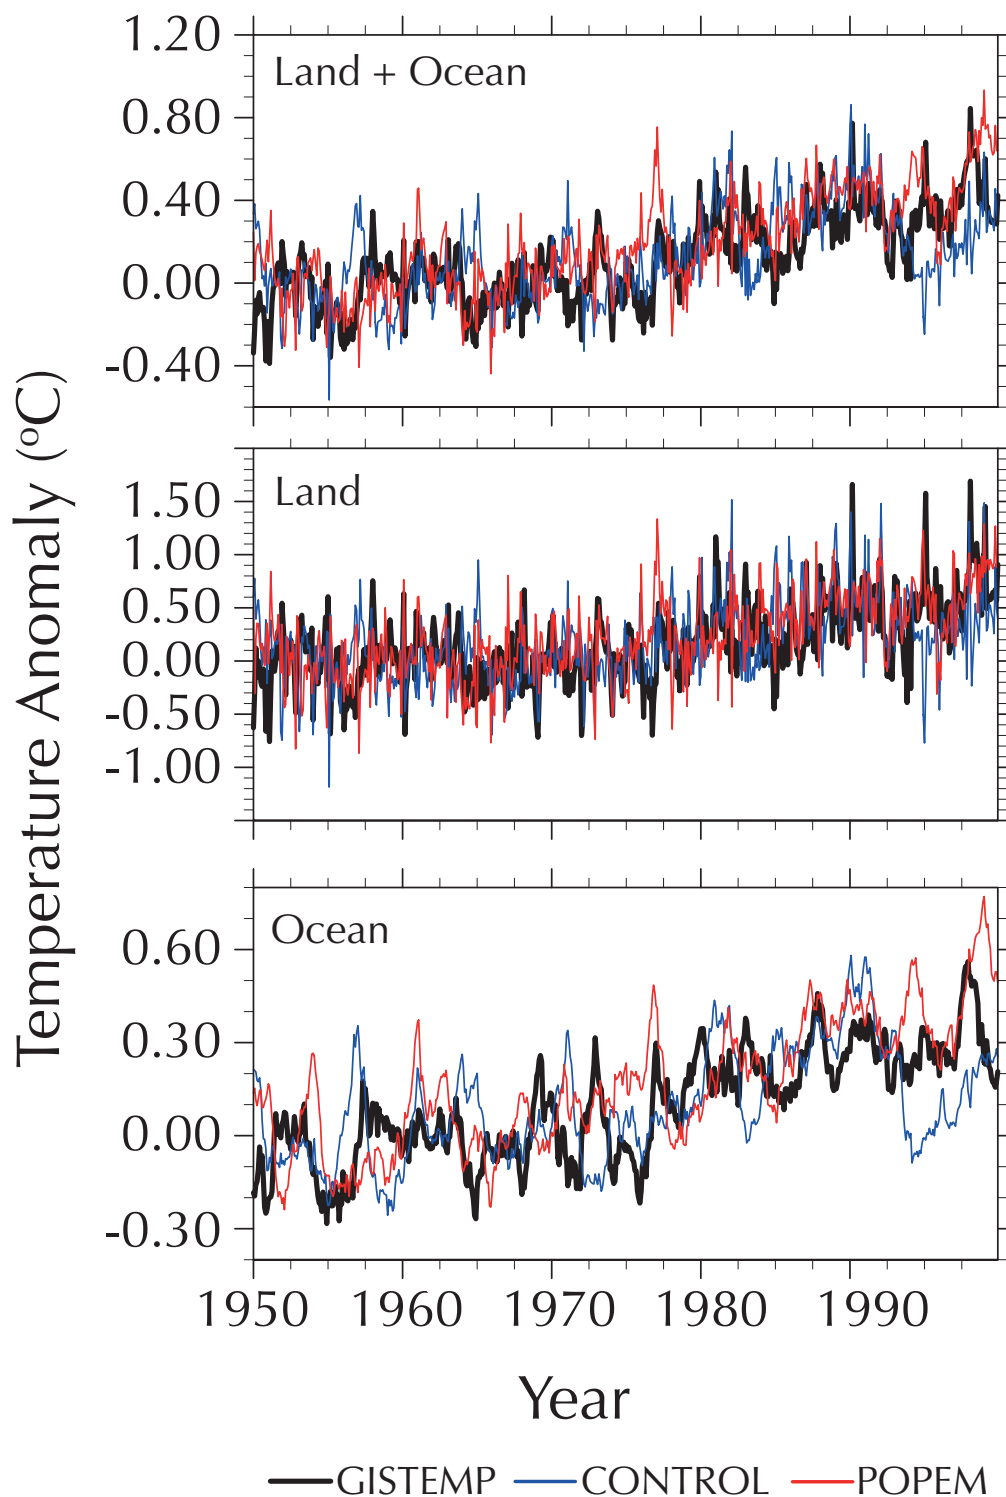 Temperature Anomaly (ºC)
Land + Ocean
1.20
0.80
0.40
0.00
-0.40
Land
1.50
1.00
0.50
0.00
-0.50
-1.00
Ocean
0.60
0.30
0.00
-0.30
1950 1960 1970 1980 1990
Year
GISTEMP CONTROL POPEM